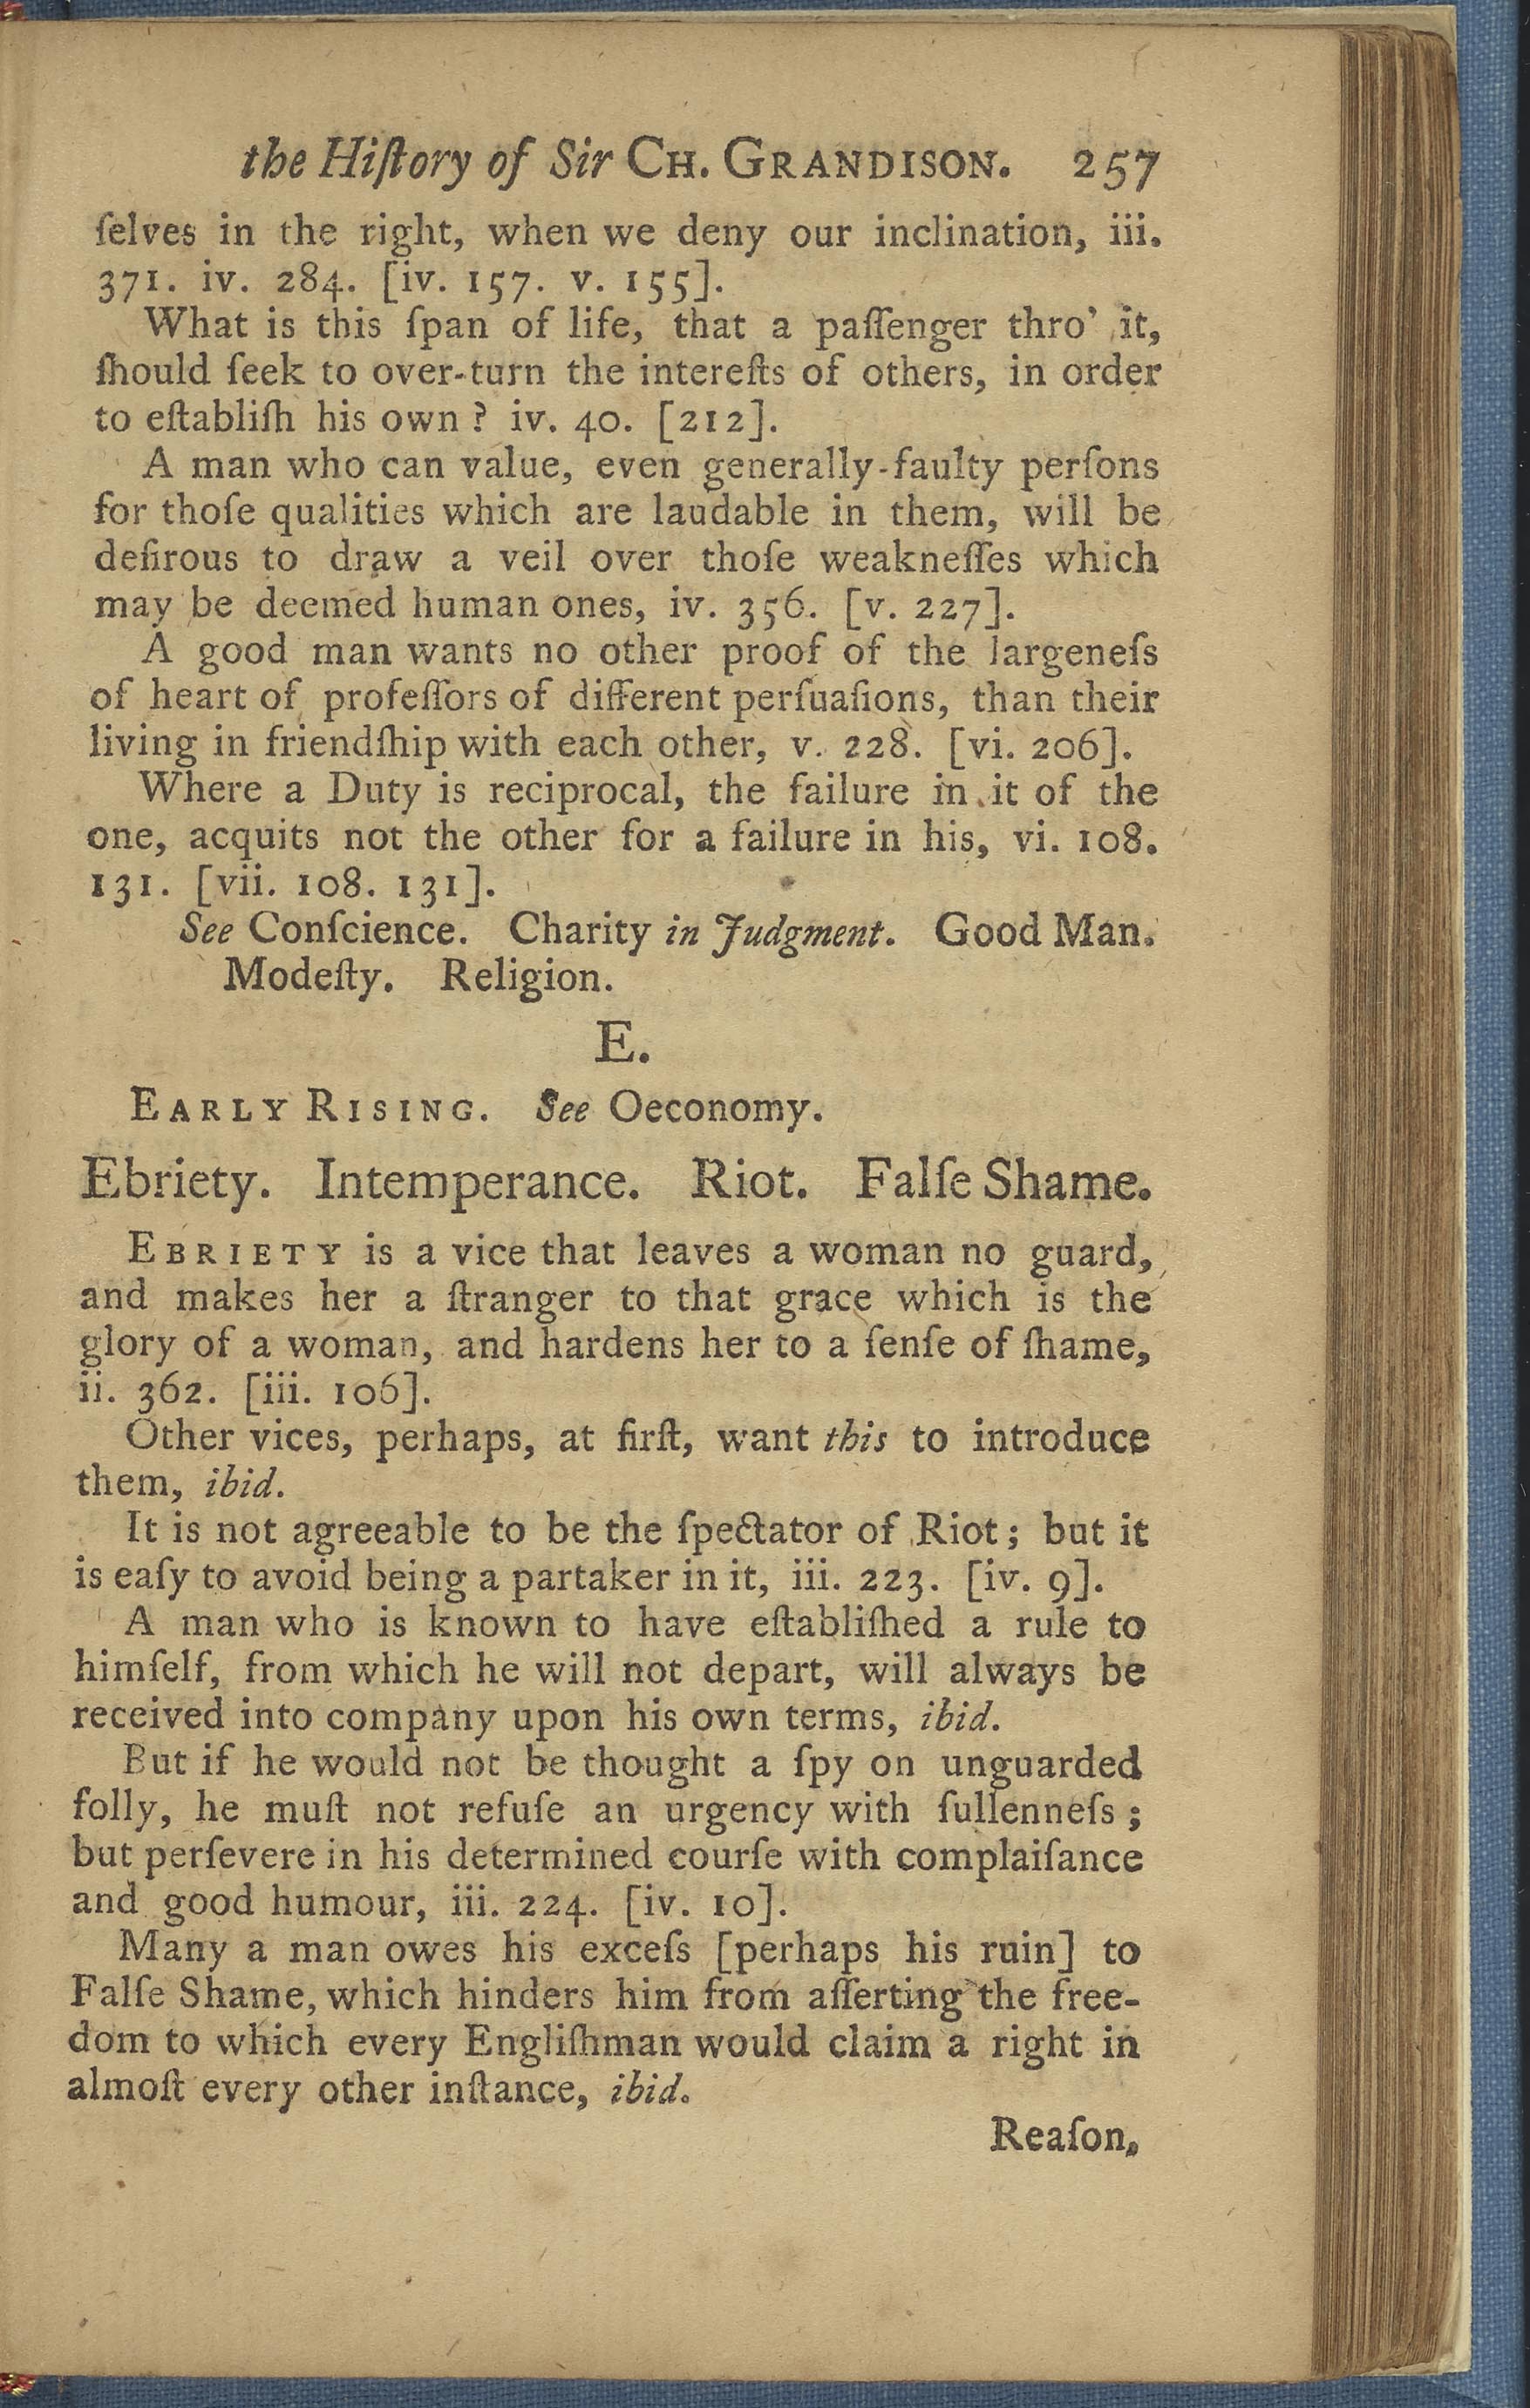 the Hiſtory of Sir CH. GRANDISON. 257
ſelves in the right, when we deny our inclination, iii.
371. iv. 284. [iv. 157. v. 155].
What is this ſpan of life, that a paſſenger thro' it,
ſhould ſeek to over-turn the intereſts of others, in order
to eſtabliſh his own ? iv. 40. [212].
A man who can value, even generally-faulty perſons
for thoſe qualities which are laudable in them, will be
deſirous to draw a veil over thoſe weakneſſes which
may be deemed human ones, iv. 356. [v. 227].
A good man wants no other proof of the largeneſs
of heart of profeſſors of different perſuaſions, than their
living in friendſhip with each other, v. 228. [vi. 206].
Where a Duty is reciprocal, the failure in it of the
one, acquits not the other for a failure in his, vi. 108.
131. [vii. 108. 131].
See Conſcience. Charity in Judgment. Good Man.
Modeſty. Religion.
E.
EARLY RISING. See Oeconomy.
Ebriety. Intemperance. Riot. Falſe Shame.
EBRIETY is a vice that leaves a woman no guard,
and makes her a ſtranger to that grace which is the
glory of a woman, and hardens her to a ſenſe of ſhame,
ii. 362. [iii. 106].
Other vices, perhaps, at firſt, want this to introduce
them, ibid.
It is not agreeable to be the ſpectator of Riot; but it
is eaſy to avoid being a partaker in it, iii. 223. [iv. 9].
A man who is known to have eſtabliſhed a rule to
himſelf, from which he will not depart, will always be
received into company upon his own terms, ibid.
But if he would not be thought a ſpy on unguarded
folly, he muſt not refuſe an urgency with ſullenneſs ;
but perſevere in his determined courſe with complaiſance
and good humour, iii. 224. [iv. 10].
Many a man owes his exceſs [perhaps his ruin] to
Falſe Shame, which hinders him from aſſerting the free-
dom to which every Engliſhman would claim a right in
almoſt every other inſtance, ibid.
Reaſon,